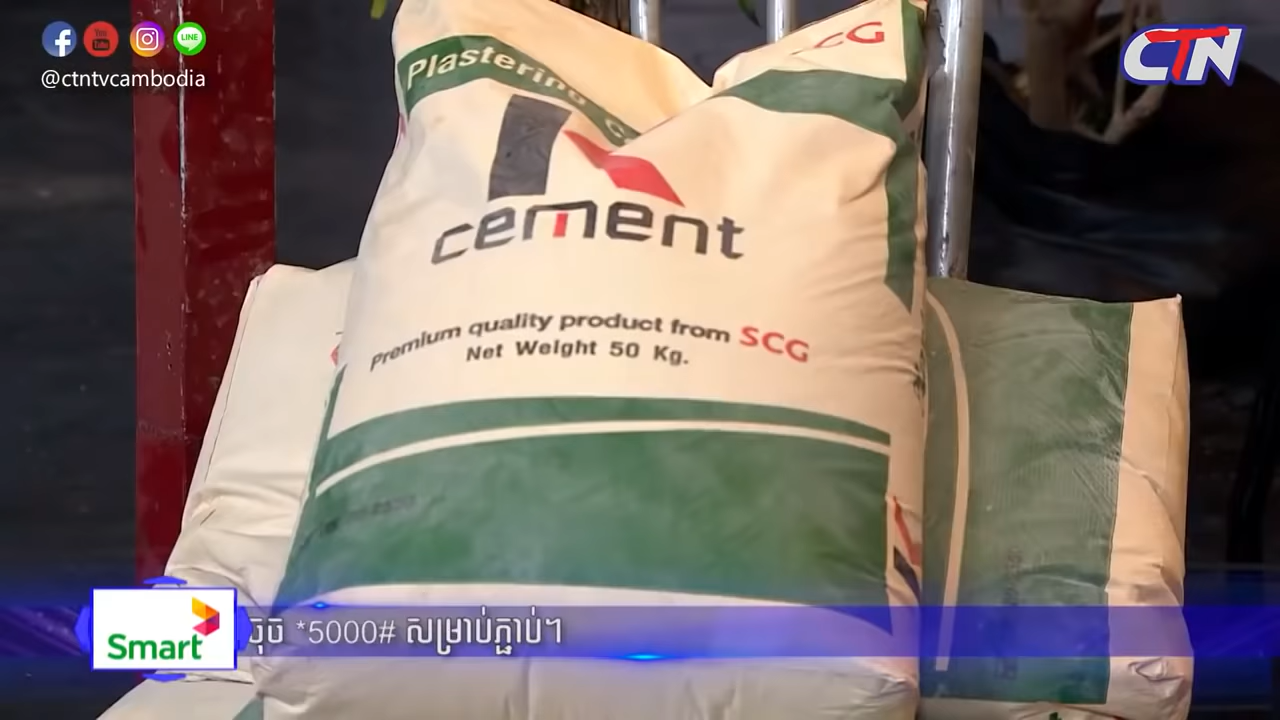 @ctntvcambodia
CTN
SCG
Plastering
cement
Premium quality product from SCG
Net Weight 50 Kg.
Smart
ចុច *5000# សម្រាប់ភ្ជាប់។